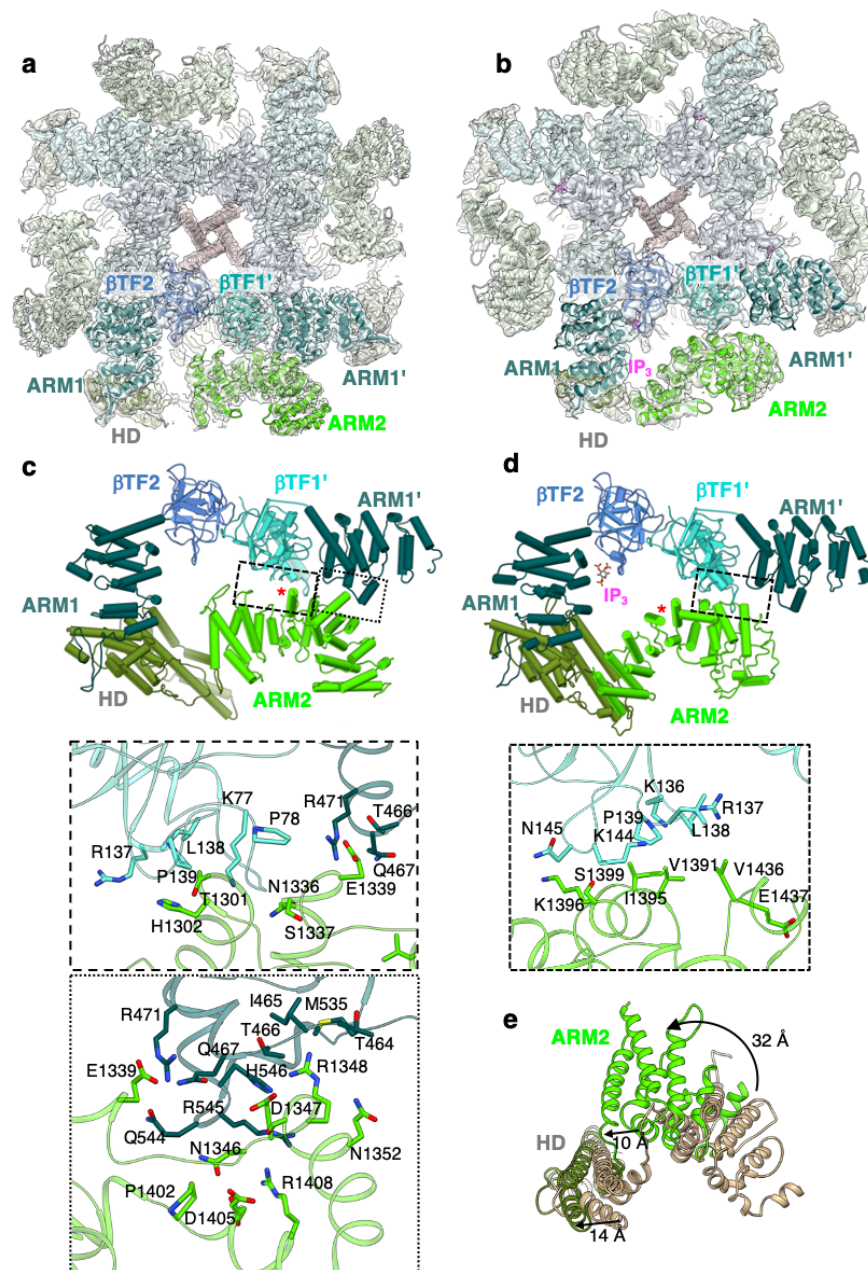 a
b
βTF2 βTF1'
ARM1 ARM1'
HD ARM2
βTF2 βTF1'
ARM1 IP3 ARM1'
HD ARM2
c
βTF2 βTF1' ARM1'
ARM1 *
HD ARM2
d
βTF2 βTF1' ARM1'
ARM1 IP3 *
HD ARM2
K77
P78 R471 T466
R137 L138 Q467
P139 T1301 N1336 E1339
H1302 S1337
K136
P139 R137
N145 K144 L138
S1399 V1391 V1436
K1396 I1395 E1437
I465 M535
R471 T466 T464
Q467 H546 R1348
E1339
R545 D1347
Q544 N1346 N1352
P1402 R1408
D1405
e
ARM2 32 Å
HD 10 Å
14 Å